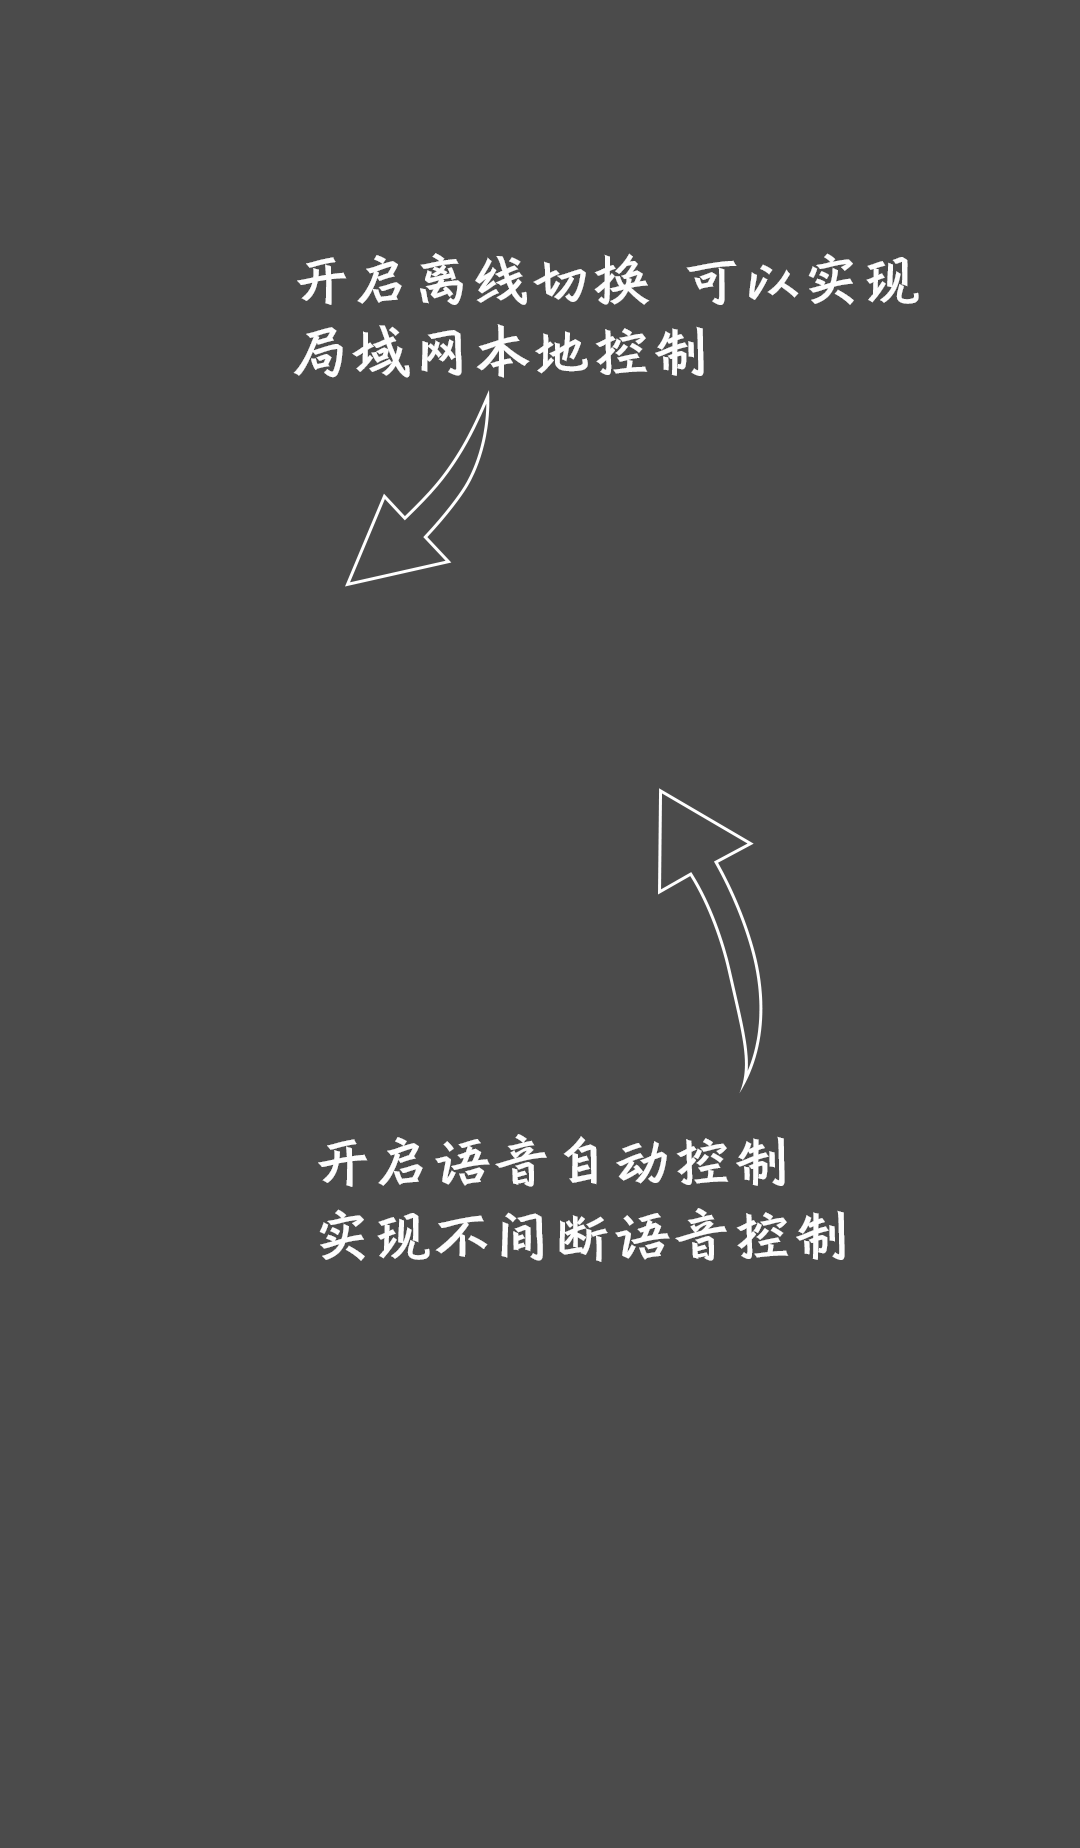 开启离线切换 可以实现
局域网本地控制
开启语音自动控制
实现不间断语音控制